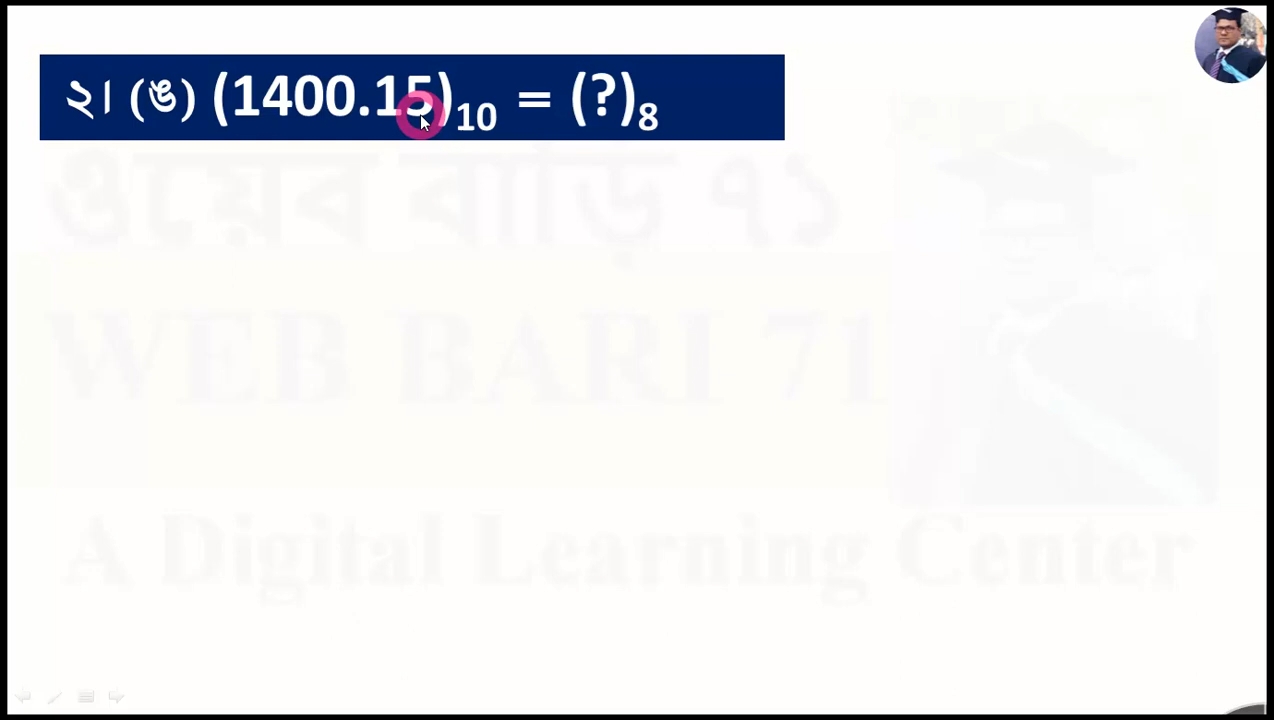 ২। (ঙ) (1400.15)₁₀ = (?)₈
ওয়েব বাড়ি ৭১
WEB BARI 71
A Digital Learning Center